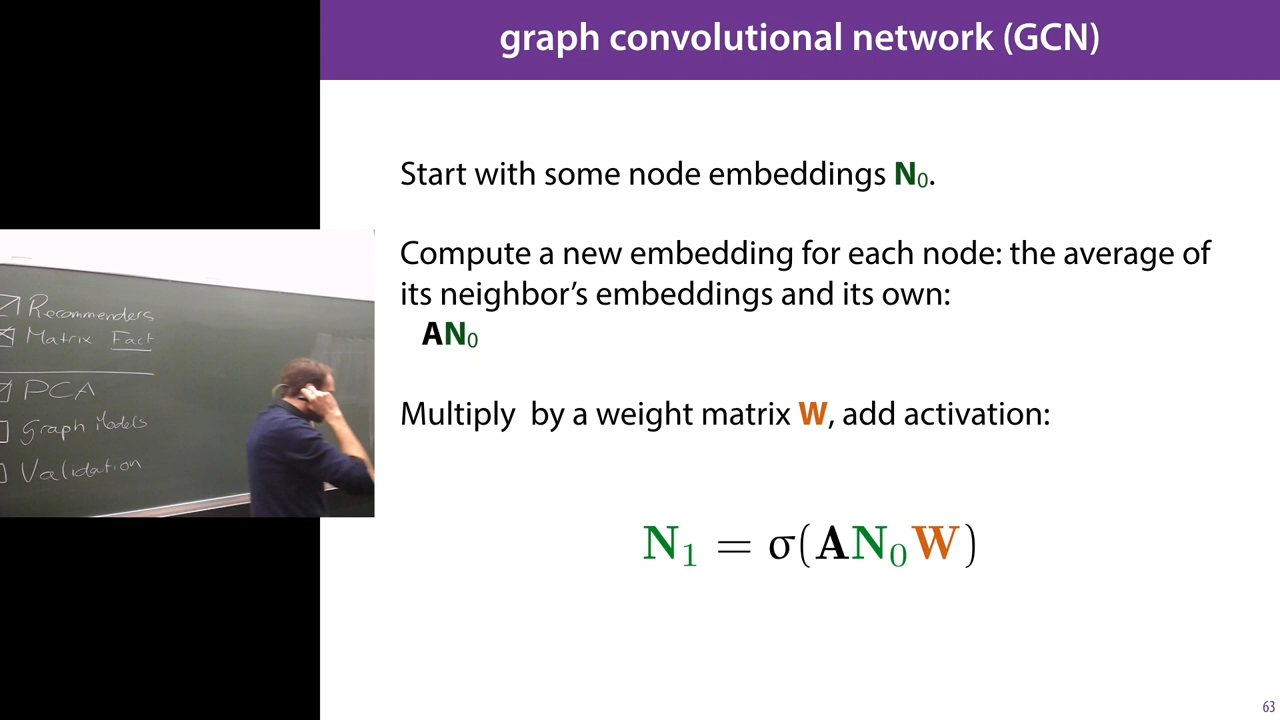 graph convolutional network (GCN)
Start with some node embeddings N0.
Compute a new embedding for each node: the average of
its neighbor’s embeddings and its own:
AN0
Multiply by a weight matrix W, add activation:
N1 = σ(AN0W)
63
Recommenders
Matrix Fact
PCA
Graph Models
Validation